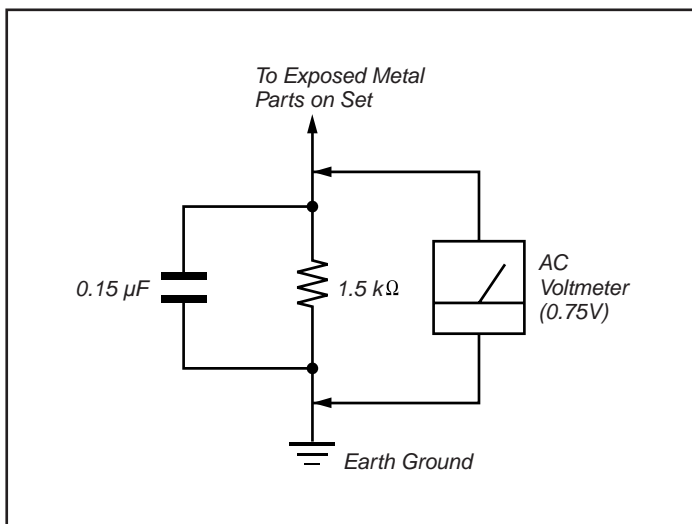 To Exposed Metal
Parts on Set
0.15 µF
1.5 kΩ
AC
Voltmeter
(0.75V)
Earth Ground